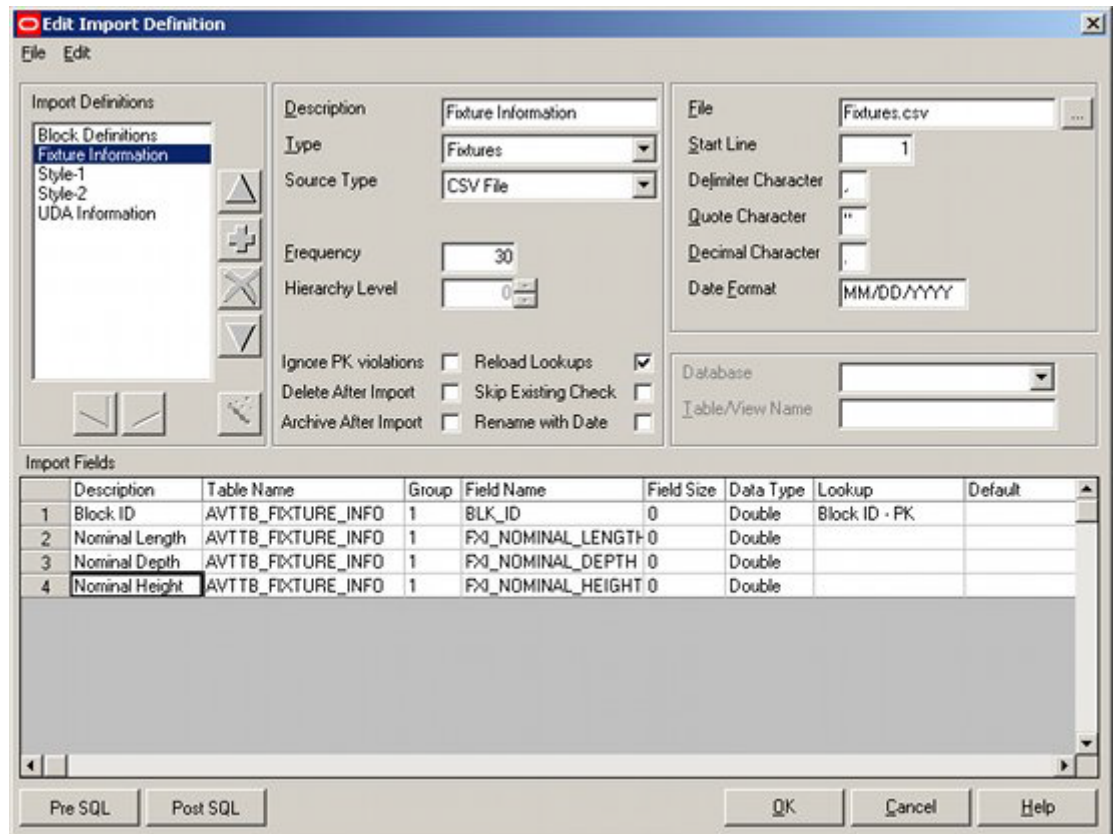 Edit Import Definition
File Edit
Import Definitions
Block Definitions
Fixture Information
Style-1
Style-2
UDA Information
Description Fixture Information
Type Fixtures
Source Type CSV File
Frequency 30
Hierarchy Level 0
Ignore PK violations Reload Lookups
Delete After Import Skip Existing Check
Archive After Import Rename with Date
File Fixtures.csv ...
Start Line 1
Delimiter Character ,
Quote Character "
Decimal Character .
Date Format MM/DD/YYYY
Database
Table/View Name
Import Fields
Description Table Name Group Field Name Field Size Data Type Lookup Default
1 Block ID AVTTB_FIXTURE_INFO 1 BLK_ID 0 Double Block ID - PK
2 Nominal Length AVTTB_FIXTURE_INFO 1 FXI_NOMINAL_LENGTH 0 Double
3 Nominal Depth AVTTB_FIXTURE_INFO 1 FXI_NOMINAL_DEPTH 0 Double
4 Nominal Height AVTTB_FIXTURE_INFO 1 FXI_NOMINAL_HEIGHT 0 Double
Pre SQL Post SQL OK Cancel Help